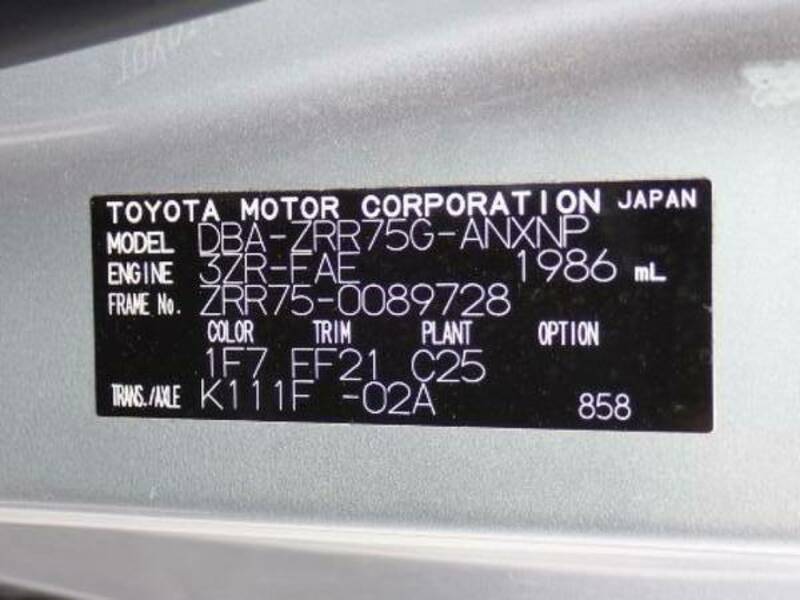 TOYOTA MOTOR CORPORATION JAPAN
MODEL DBA-ZRR75G-ANXNP
ENGINE 3ZR-FAE 1986 mL
FRAME No. ZRR75-0089728
COLOR TRIM PLANT OPTION
1F7 FF21 C25
TRANS./AXLE K111F -02A 858